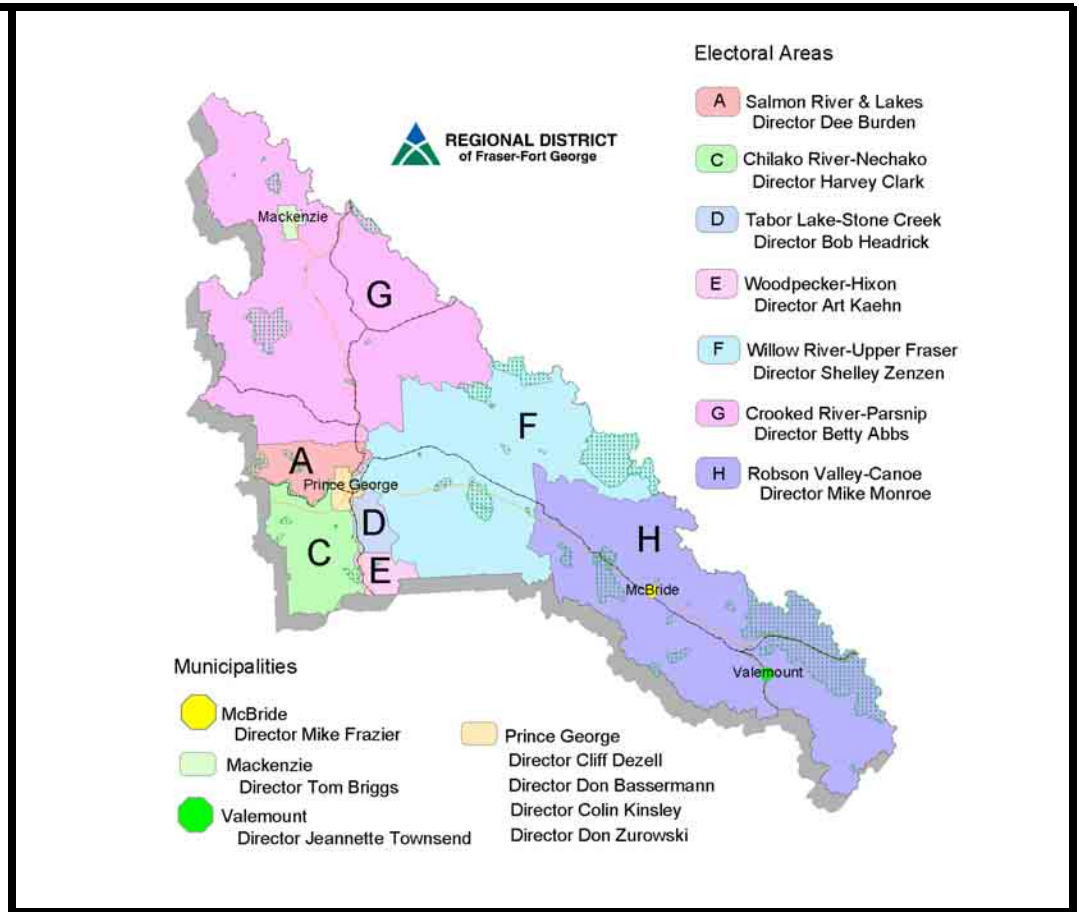 REGIONAL DISTRICT
of Fraser-Fort George
Electoral Areas
A Salmon River & Lakes
Director Dee Burden
C Chilako River-Nechako
Director Harvey Clark
D Tabor Lake-Stone Creek
Director Bob Headrick
E Woodpecker-Hixon
Director Art Kaehn
F Willow River-Upper Fraser
Director Shelley Zenzen
G Crooked River-Parsnip
Director Betty Abbs
H Robson Valley-Canoe
Director Mike Monroe
Mackenzie
G
F
A
Prince George
D
C
E
H
McBride
Valemount
Municipalities
McBride
Director Mike Frazier
Mackenzie
Director Tom Briggs
Valemount
Director Jeannette Townsend
Prince George
Director Cliff Dezell
Director Don Bassermann
Director Colin Kinsley
Director Don Zurowski